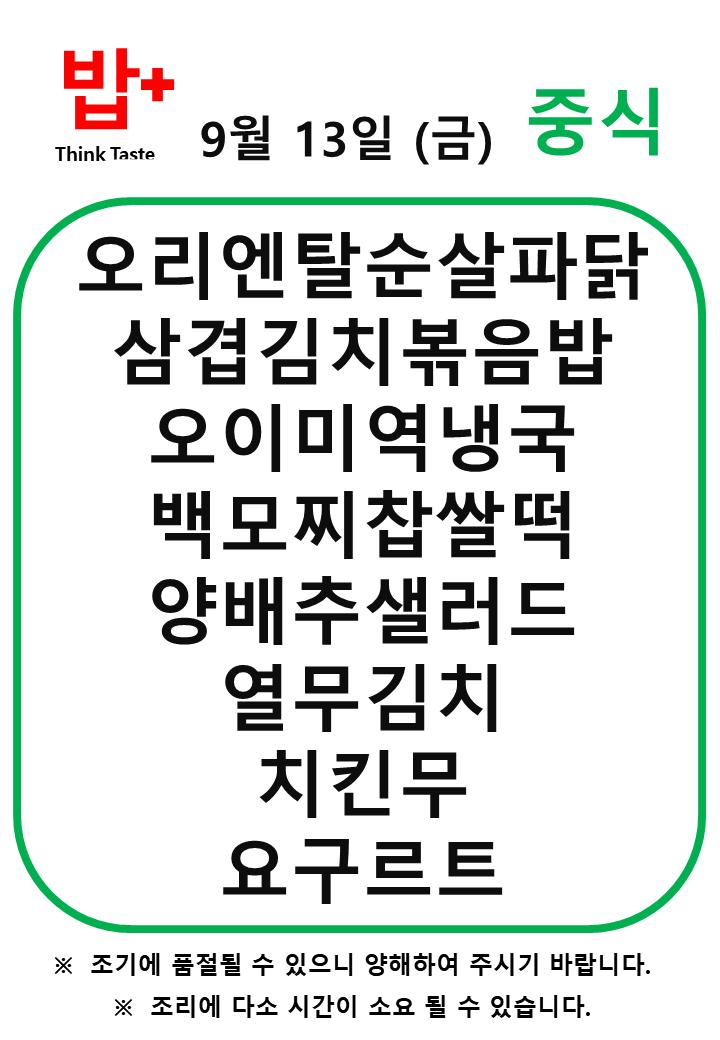 밥+
Think Taste
9월 13일 (금)
중식
오리엔탈순살파닭
삼겹김치볶음밥
오이미역냉국
백모찌찹쌀떡
양배추샐러드
열무김치
치킨무
요구르트
※ 조기에 품절될 수 있으니 양해하여 주시기 바랍니다.
※ 조리에 다소 시간이 소요 될 수 있습니다.